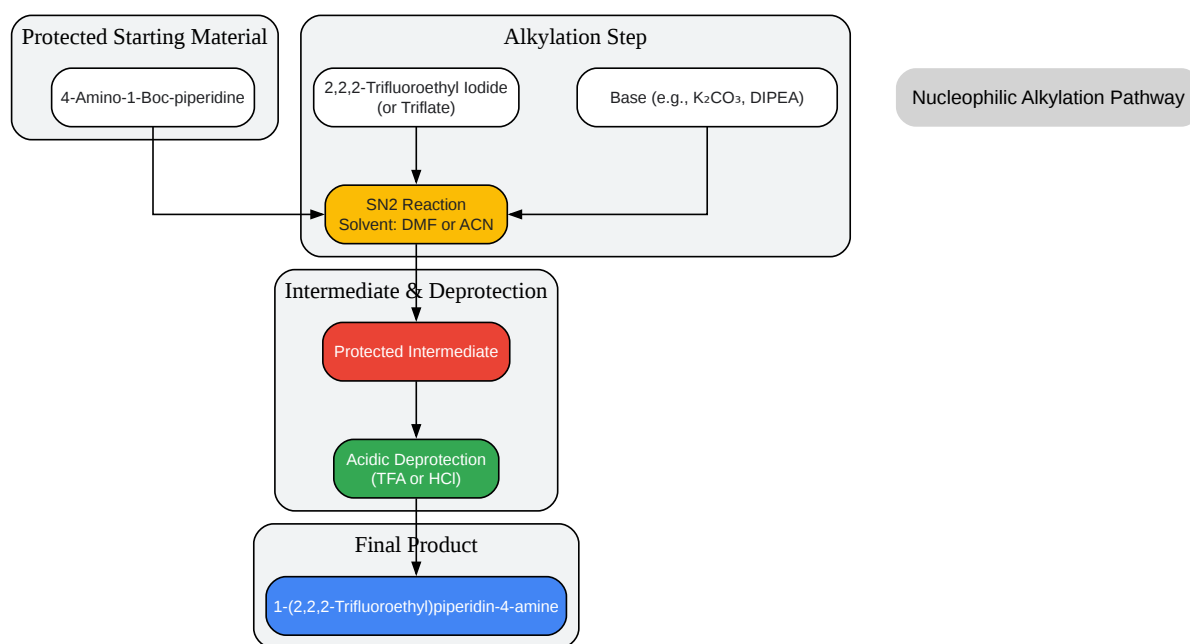 Protected Starting Material
4-Amino-1-Boc-piperidine
Alkylation Step
2,2,2-Trifluoroethyl Iodide
(or Triflate)
Base (e.g., K₂CO₃, DIPEA)
Nucleophilic Alkylation Pathway
SN2 Reaction
Solvent: DMF or ACN
Intermediate & Deprotection
Protected Intermediate
Acidic Deprotection
(TFA or HCl)
Final Product
1-(2,2,2-Trifluoroethyl)piperidin-4-amine